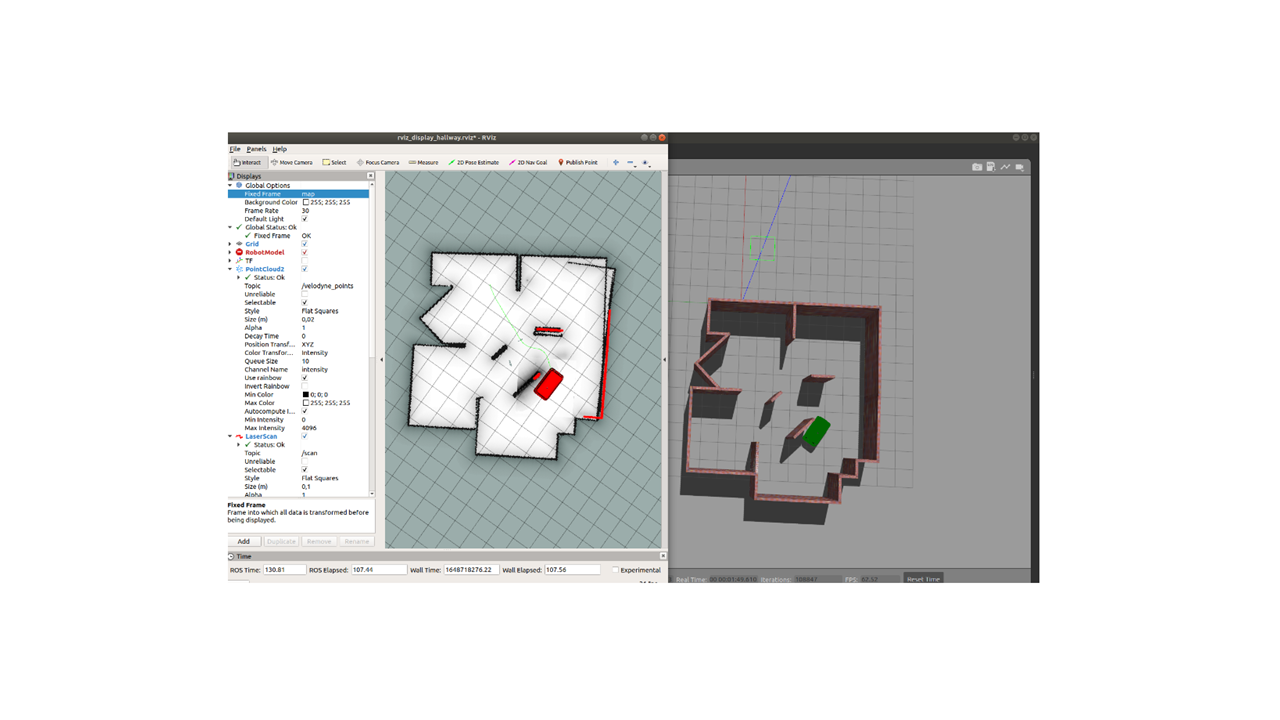 rviz_display_hallway.rviz* - RViz
File Panels Help
Interact Move Camera Select Focus Camera Measure 2D Pose Estimate 2D Nav Goal Publish Point
Displays
Global Options
Fixed Frame map
Background Color 255; 255; 255
Frame Rate 30
Default Light
Global Status: Ok
Fixed Frame OK
Grid
RobotModel
TF
PointCloud2
Status: Ok
Topic /velodyne_points
Unreliable
Selectable
Style Flat Squares
Size (m) 0,02
Alpha 1
Decay Time 0
Position Transf... XYZ
Color Transfor... Intensity
Queue Size 10
Channel Name intensity
Use rainbow
Invert Rainbow
Min Color 0; 0; 0
Max Color 255; 255; 255
Autocompute I...
Min Intensity 0
Max Intensity 4096
LaserScan
Status: Ok
Topic /scan
Unreliable
Selectable
Style Flat Squares
Size (m) 0,1
Alpha 1
Fixed Frame
Frame into which all data is transformed before
being displayed.
Add Duplicate Remove Rename
Time
ROS Time: 130.81 ROS Elapsed: 107.44 Wall Time: 1648718276.22 Wall Elapsed: 107.56 Experimental
Real Time Iterations: FPS: Reset Time